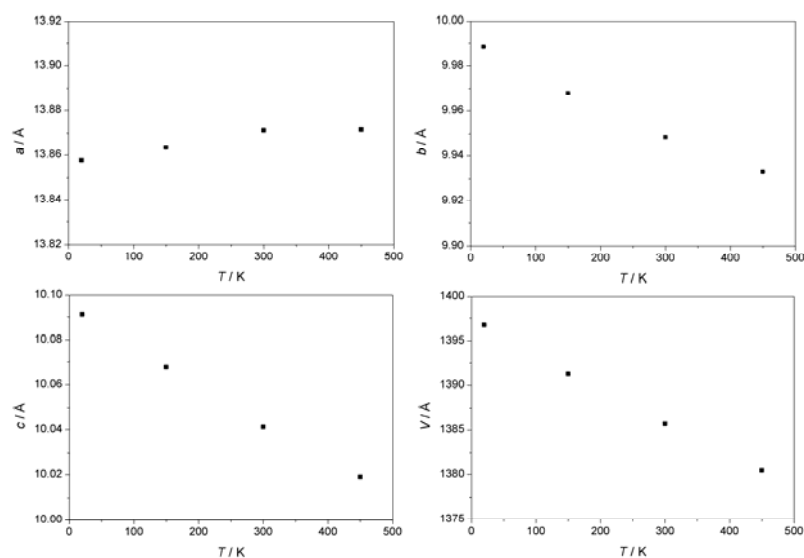 13.92
13.90
13.88
13.86
13.84
13.82
a / Å
0 100 200 300 400 500
T / K
10.00
9.98
9.96
9.94
9.92
9.90
b / Å
0 100 200 300 400 500
T / K
10.10
10.08
10.06
10.04
10.02
10.00
c / Å
0 100 200 300 400 500
T / K
1400
1395
1390
1385
1380
1375
V / Å
0 100 200 300 400 500
T / K